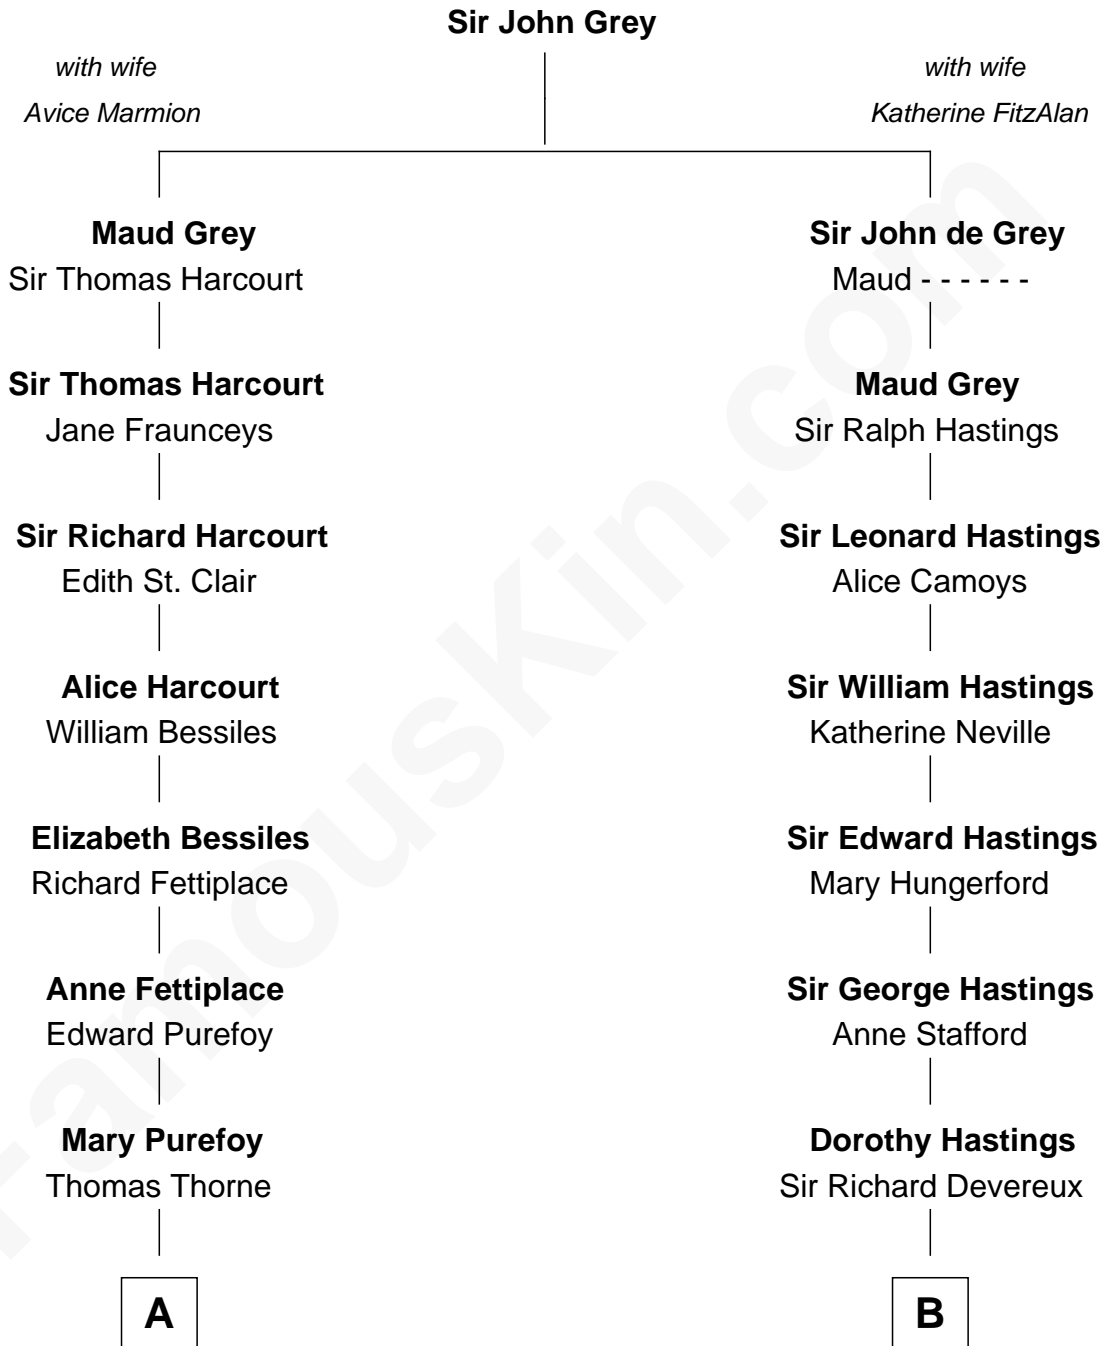 Sir John Grey
with wife
Avice Marmion
with wife
Katherine FitzAlan
Maud Grey
Sir Thomas Harcourt
Sir John de Grey
Maud - - - - - -
Sir Thomas Harcourt
Jane Fraunceys
Maud Grey
Sir Ralph Hastings
Sir Richard Harcourt
Edith St. Clair
Sir Leonard Hastings
Alice Camoys
Alice Harcourt
William Bessiles
Sir William Hastings
Katherine Neville
Elizabeth Bessiles
Richard Fettiplace
Sir Edward Hastings
Mary Hungerford
Anne Fettiplace
Edward Purefoy
Sir George Hastings
Anne Stafford
Mary Purefoy
Thomas Thorne
Dorothy Hastings
Sir Richard Devereux
A
B
FamousKin.com